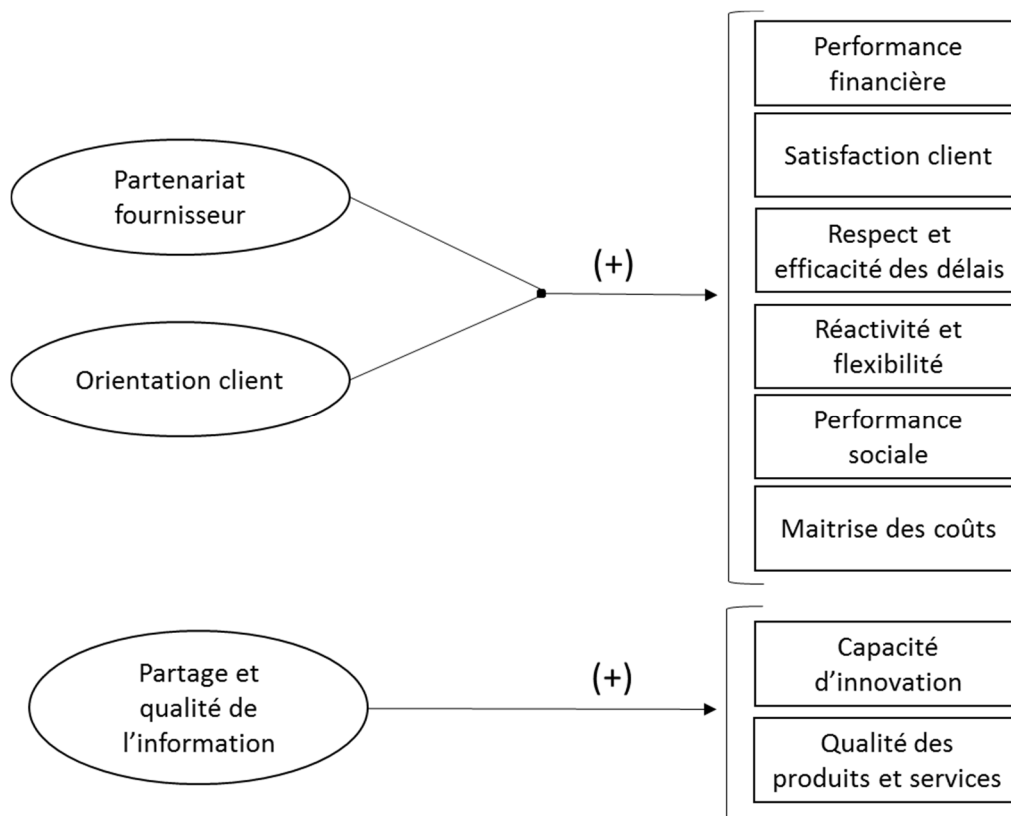 Partenariat
fournisseur
Orientation client
(+)
Performance
financière
Satisfaction client
Respect et
efficacité des délais
Réactivité et
flexibilité
Performance
sociale
Maitrise des coûts
Partage et
qualité de
l'information
(+)
Capacité
d'innovation
Qualité des
produits et services